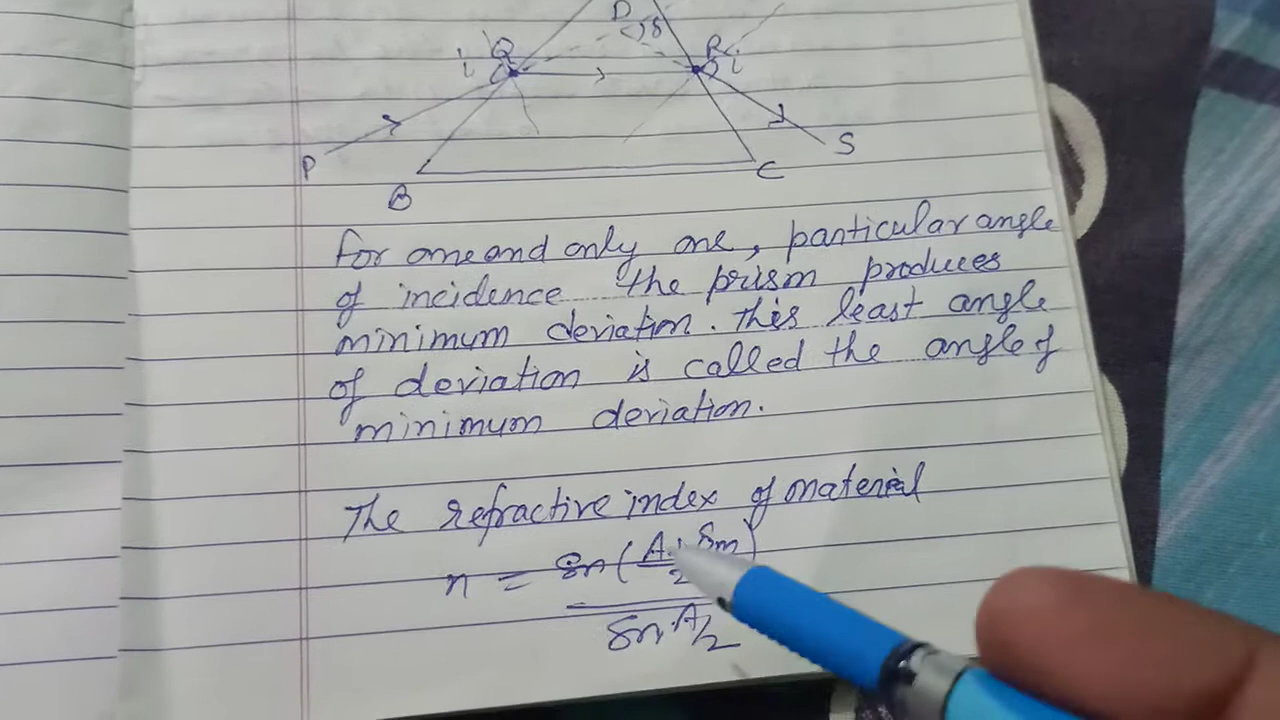 D
δ
i Q
R i
P
S
B
C
for one and only one, particular angle
of incidence the prism produces
minimum deviation. This least angle
of deviation is called the angle of
minimum deviation.
The refractive index of material
n = Sin (A + δm / 2)
Sin A/2